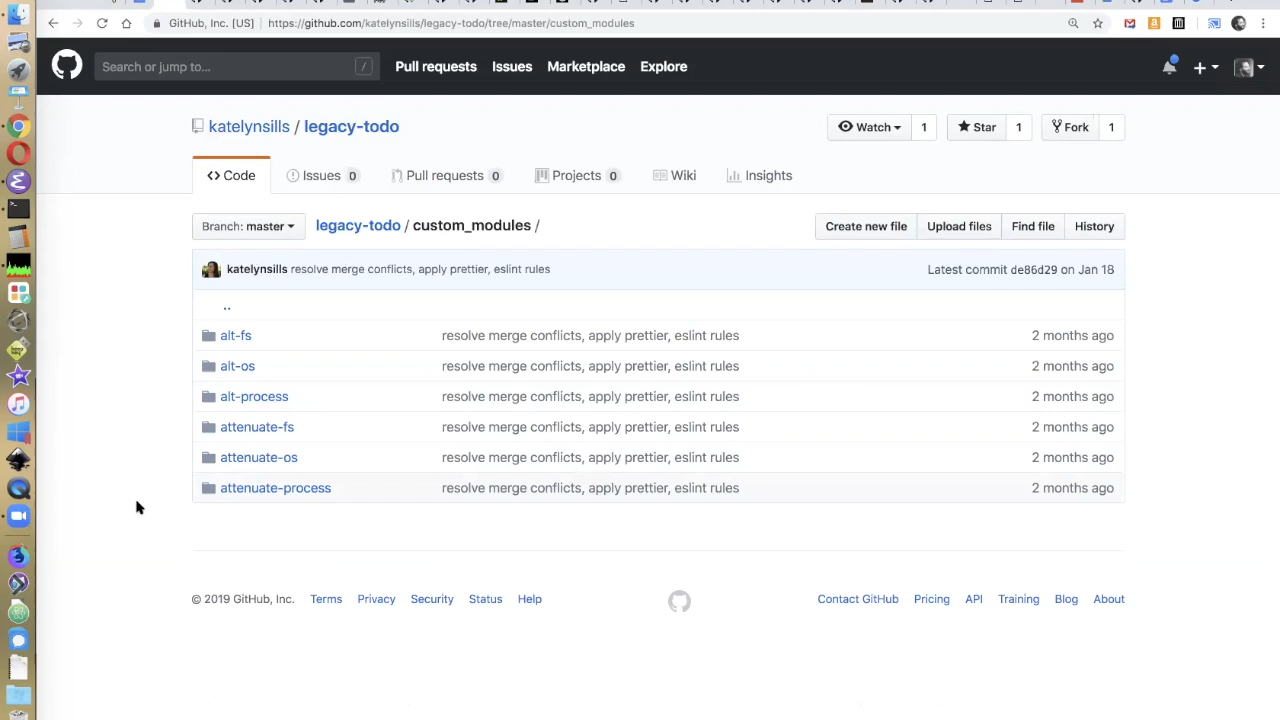 GitHub, Inc. [US] https://github.com/katelynsills/legacy-todo/tree/master/custom_modules
Search or jump to... /
Pull requests Issues Marketplace Explore
katelynsills / legacy-todo
Watch 1 Star 1 Fork 1
Code Issues 0 Pull requests 0 Projects 0 Wiki Insights
Branch: master legacy-todo / custom_modules / Create new file Upload files Find file History
katelynsills resolve merge conflicts, apply prettier, eslint rules Latest commit de86d29 on Jan 18
..
alt-fs resolve merge conflicts, apply prettier, eslint rules 2 months ago
alt-os resolve merge conflicts, apply prettier, eslint rules 2 months ago
alt-process resolve merge conflicts, apply prettier, eslint rules 2 months ago
attenuate-fs resolve merge conflicts, apply prettier, eslint rules 2 months ago
attenuate-os resolve merge conflicts, apply prettier, eslint rules 2 months ago
attenuate-process resolve merge conflicts, apply prettier, eslint rules 2 months ago
© 2019 GitHub, Inc. Terms Privacy Security Status Help Contact GitHub Pricing API Training Blog About